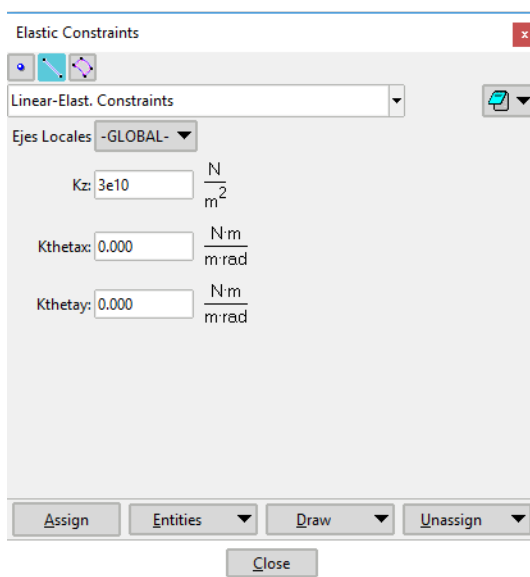 Elastic Constraints
x
Linear-Elast. Constraints
Ejes Locales -GLOBAL-
Kz: 3e10 N/m²
Kthetax: 0.000 N·m/m·rad
Kthetay: 0.000 N·m/m·rad
Assign Entities Draw Unassign
Close